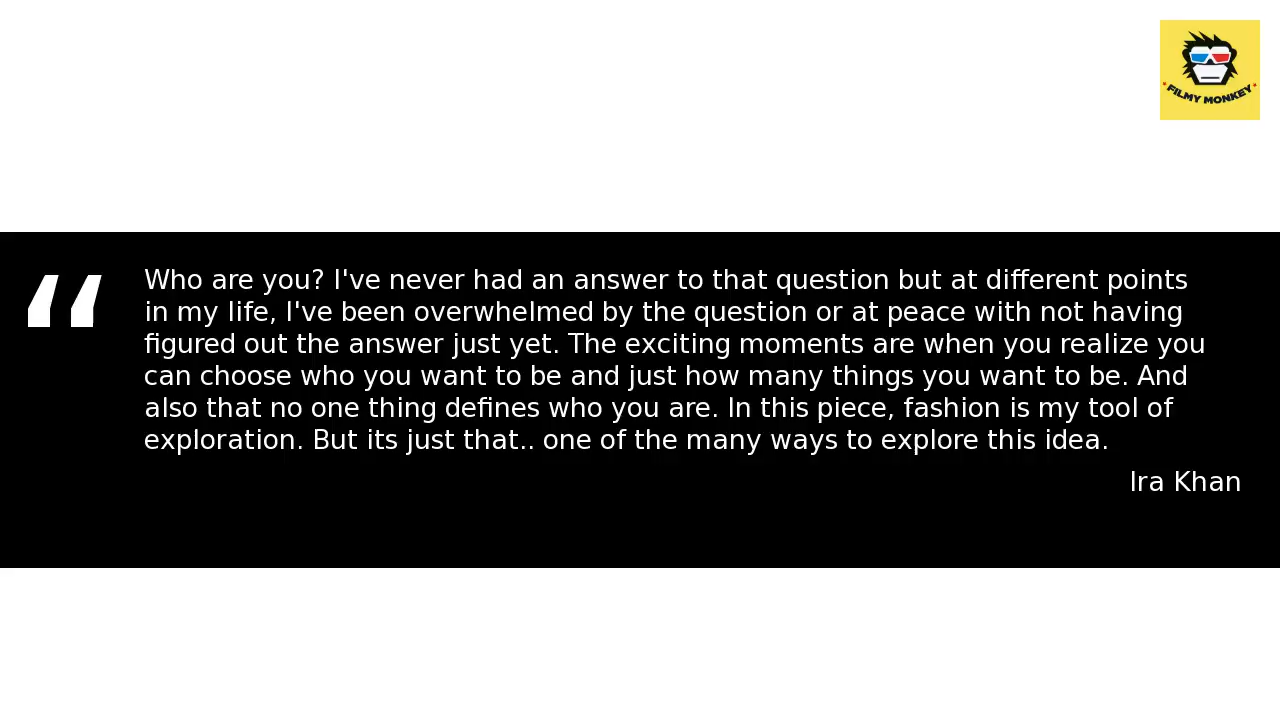 FILMY MONKEY
“
Who are you? I've never had an answer to that question but at different points
in my life, I've been overwhelmed by the question or at peace with not having
figured out the answer just yet. The exciting moments are when you realize you
can choose who you want to be and just how many things you want to be. And
also that no one thing defines who you are. In this piece, fashion is my tool of
exploration. But its just that.. one of the many ways to explore this idea.
Ira Khan